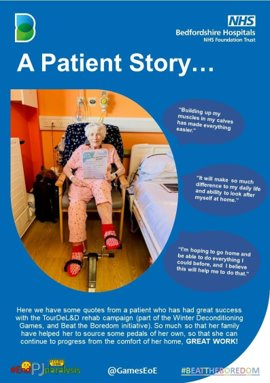 NHS
Bedfordshire Hospitals
NHS Foundation Trust
A Patient Story...
"Building up my
muscles in my calves
has made everything
easier."
"It will make so much
difference to my daily life
and ability to look after
myself at home."
"I'm hoping to go home and
be able to do everything I
could before, and I believe
this will help me to do that."
Here we have some quotes from a patient who has had great success
with the TourDeL&D rehab campaign (part of the Winter Deconditioning
Games, and Beat the Boredom initiative). So much so that her family
have helped her to source some pedals of her own, so that she can
continue to progress from the comfort of her home, GREAT WORK!
PJ
paralysis
@GamesEoE
#BEATTHEBOREDOM